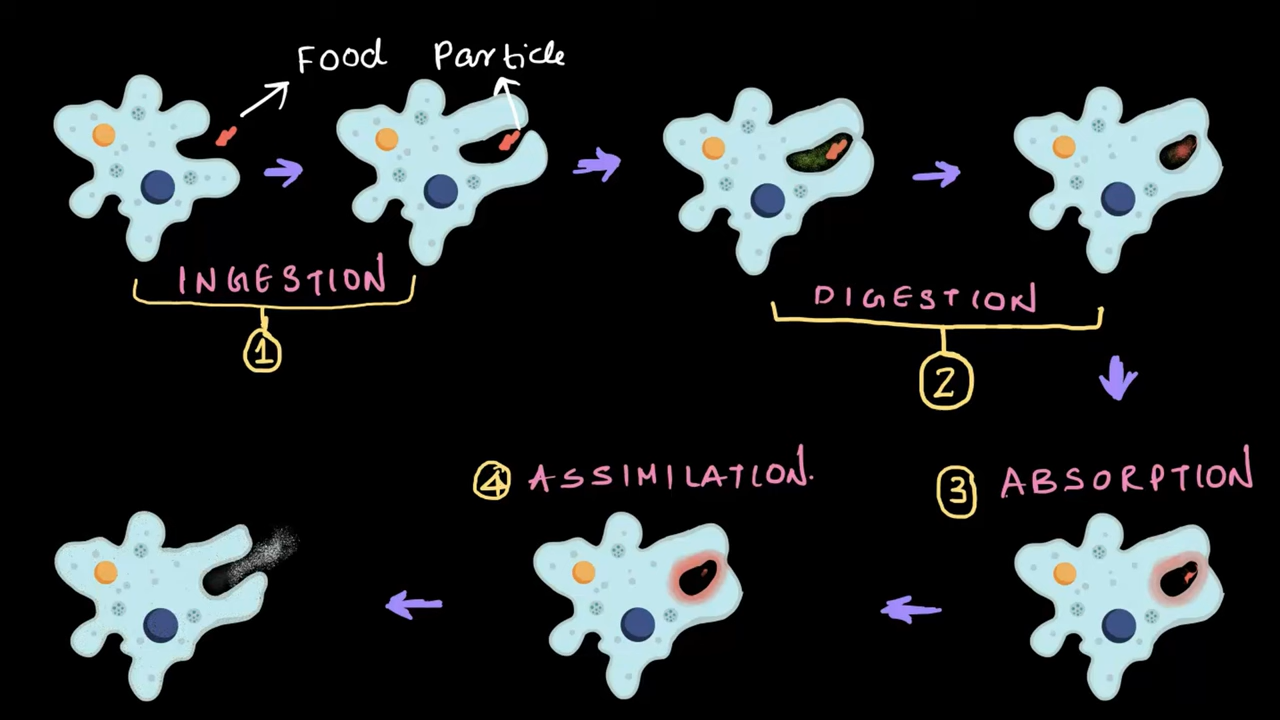 Food Particle
INGESTION
1
DIGESTION
2
3 ABSORPTION
4 ASSIMILATION.